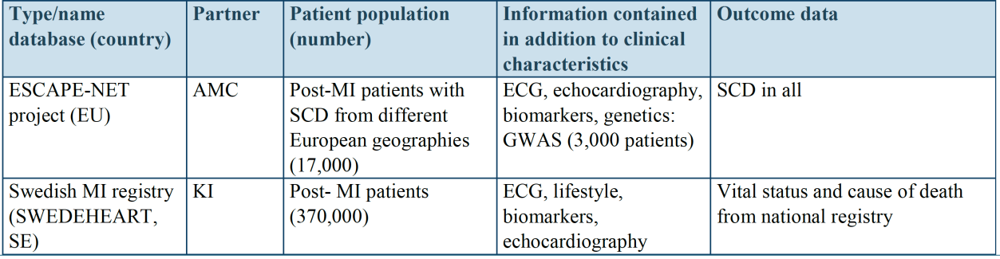 Type/name
database (country)
Partner
Patient population
(number)
Information contained
in addition to clinical
characteristics
Outcome data
ESCAPE-NET
project (EU)
AMC
Post-MI patients with
SCD from different
European geographies
(17,000)
ECG, echocardiography,
biomarkers, genetics:
GWAS (3,000 patients)
SCD in all
Swedish MI registry
(SWEDEHEART,
SE)
KI
Post- MI patients
(370,000)
ECG, lifestyle,
biomarkers,
echocardiography
Vital status and cause of death
from national registry